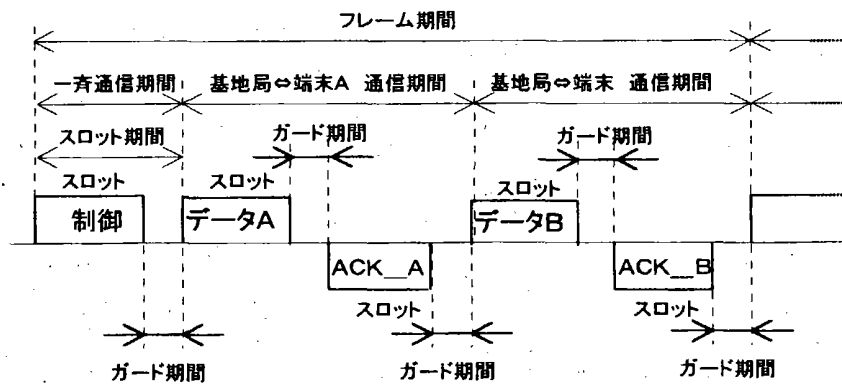 フレーム期間
一斉通信期間
基地局⇔端末A 通信期間
基地局⇔端末 通信期間
スロット期間
ガード期間
ガード期間
スロット
スロット
スロット
制御
データA
データB
ACK__A
ACK__B
スロット
スロット
ガード期間
ガード期間
ガード期間